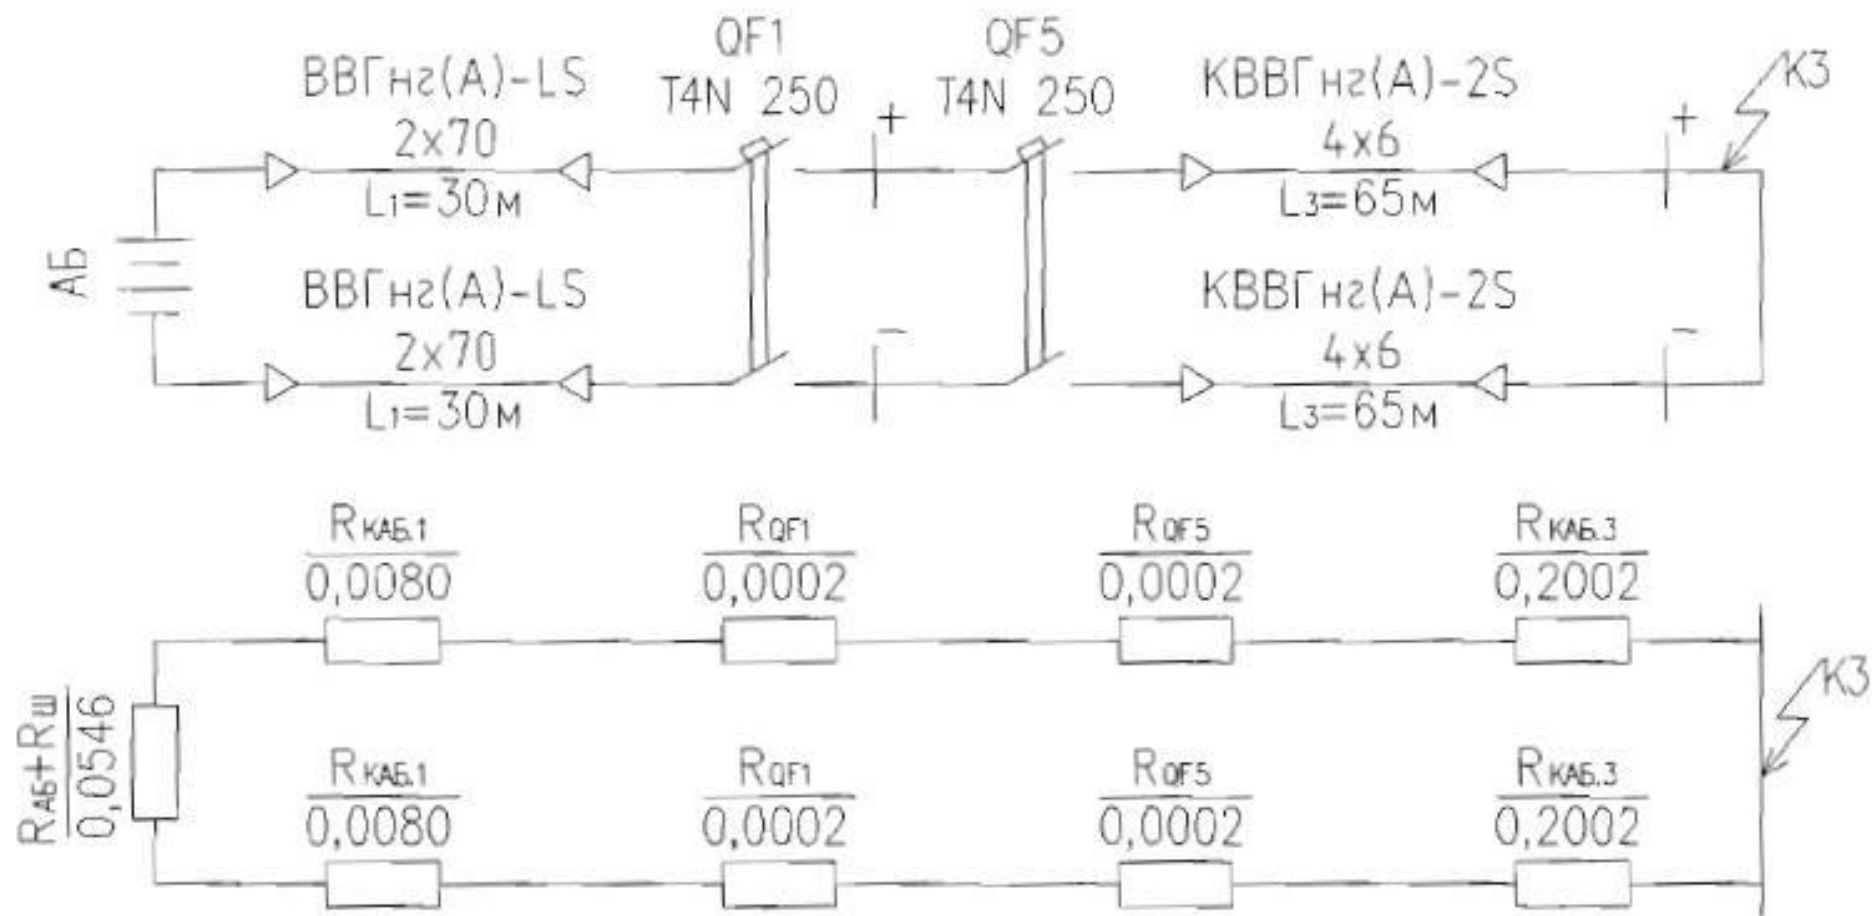 QF1 QF5
ВВГнг(А)-LS T4N 250 T4N 250 КВВГнг(А)-2S К3
2х70 + 4х6 +
L1=30м L3=65м
АБ
ВВГнг(А)-LS КВВГнг(А)-2S
2х70 − 4х6 −
L1=30м L3=65м
RКАБ.1 RQF1 RQF5 RКАБ.3
0,0080 0,0002 0,0002 0,2002
RАБ+RШ
0,0546
К3
RКАБ.1 RQF1 RQF5 RКАБ.3
0,0080 0,0002 0,0002 0,2002